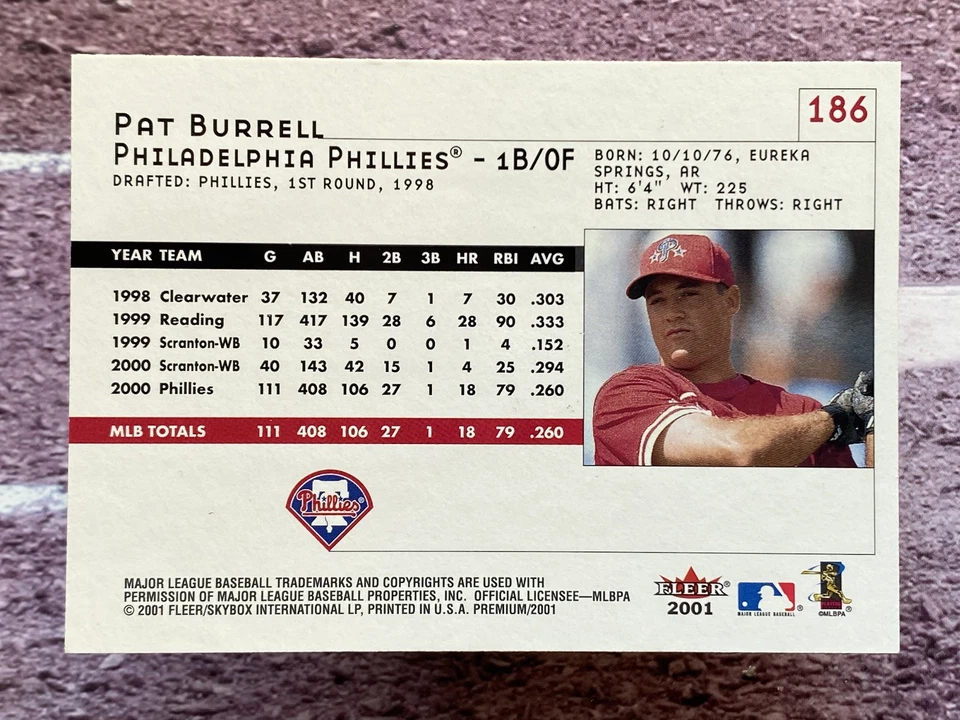 186
PAT BURRELL
PHILADELPHIA PHILLIES® - 1B/OF
DRAFTED: PHILLIES, 1ST ROUND, 1998
BORN: 10/10/76, EUREKA
SPRINGS, AR
HT: 6'4" WT: 225
BATS: RIGHT THROWS: RIGHT
YEAR TEAM G AB H 2B 3B HR RBI AVG
1998 Clearwater 37 132 40 7 1 7 30 .303
1999 Reading 117 417 139 28 6 28 90 .333
1999 Scranton-WB 10 33 5 0 0 1 4 .152
2000 Scranton-WB 40 143 42 15 1 4 25 .294
2000 Phillies 111 408 106 27 1 18 79 .260
MLB TOTALS 111 408 106 27 1 18 79 .260
P
Phillies
MAJOR LEAGUE BASEBALL TRADEMARKS AND COPYRIGHTS ARE USED WITH
PERMISSION OF MAJOR LEAGUE BASEBALL PROPERTIES, INC. OFFICIAL LICENSEE—MLBPA
© 2001 FLEER/SKYBOX INTERNATIONAL LP, PRINTED IN U.S.A. PREMIUM/2001
FLEER®
2001
MAJOR LEAGUE BASEBALL®
©MLBPA